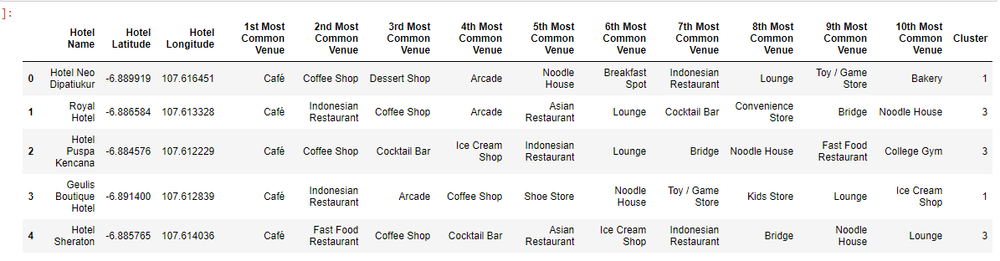 ]:
Hotel Name Hotel Latitude Hotel Longitude 1st Most Common Venue 2nd Most Common Venue 3rd Most Common Venue 4th Most Common Venue 5th Most Common Venue 6th Most Common Venue 7th Most Common Venue 8th Most Common Venue 9th Most Common Venue 10th Most Common Venue Cluster
0 Hotel Neo Dipatiukur -6.889919 107.616451 Café Coffee Shop Dessert Shop Arcade Noodle House Breakfast Spot Indonesian Restaurant Lounge Toy / Game Store Bakery 1
1 Royal Hotel -6.886584 107.613328 Café Indonesian Restaurant Coffee Shop Arcade Asian Restaurant Lounge Cocktail Bar Convenience Store Bridge Noodle House 3
2 Hotel Puspa Kencana -6.884576 107.612229 Café Coffee Shop Cocktail Bar Ice Cream Shop Indonesian Restaurant Lounge Bridge Noodle House Fast Food Restaurant College Gym 3
3 Geulis Boutique Hotel -6.891400 107.612839 Café Indonesian Restaurant Arcade Coffee Shop Shoe Store Noodle House Toy / Game Store Kids Store Lounge Ice Cream Shop 1
4 Hotel Sheraton -6.885765 107.614036 Café Fast Food Restaurant Coffee Shop Cocktail Bar Asian Restaurant Ice Cream Shop Indonesian Restaurant Bridge Noodle House Lounge 3